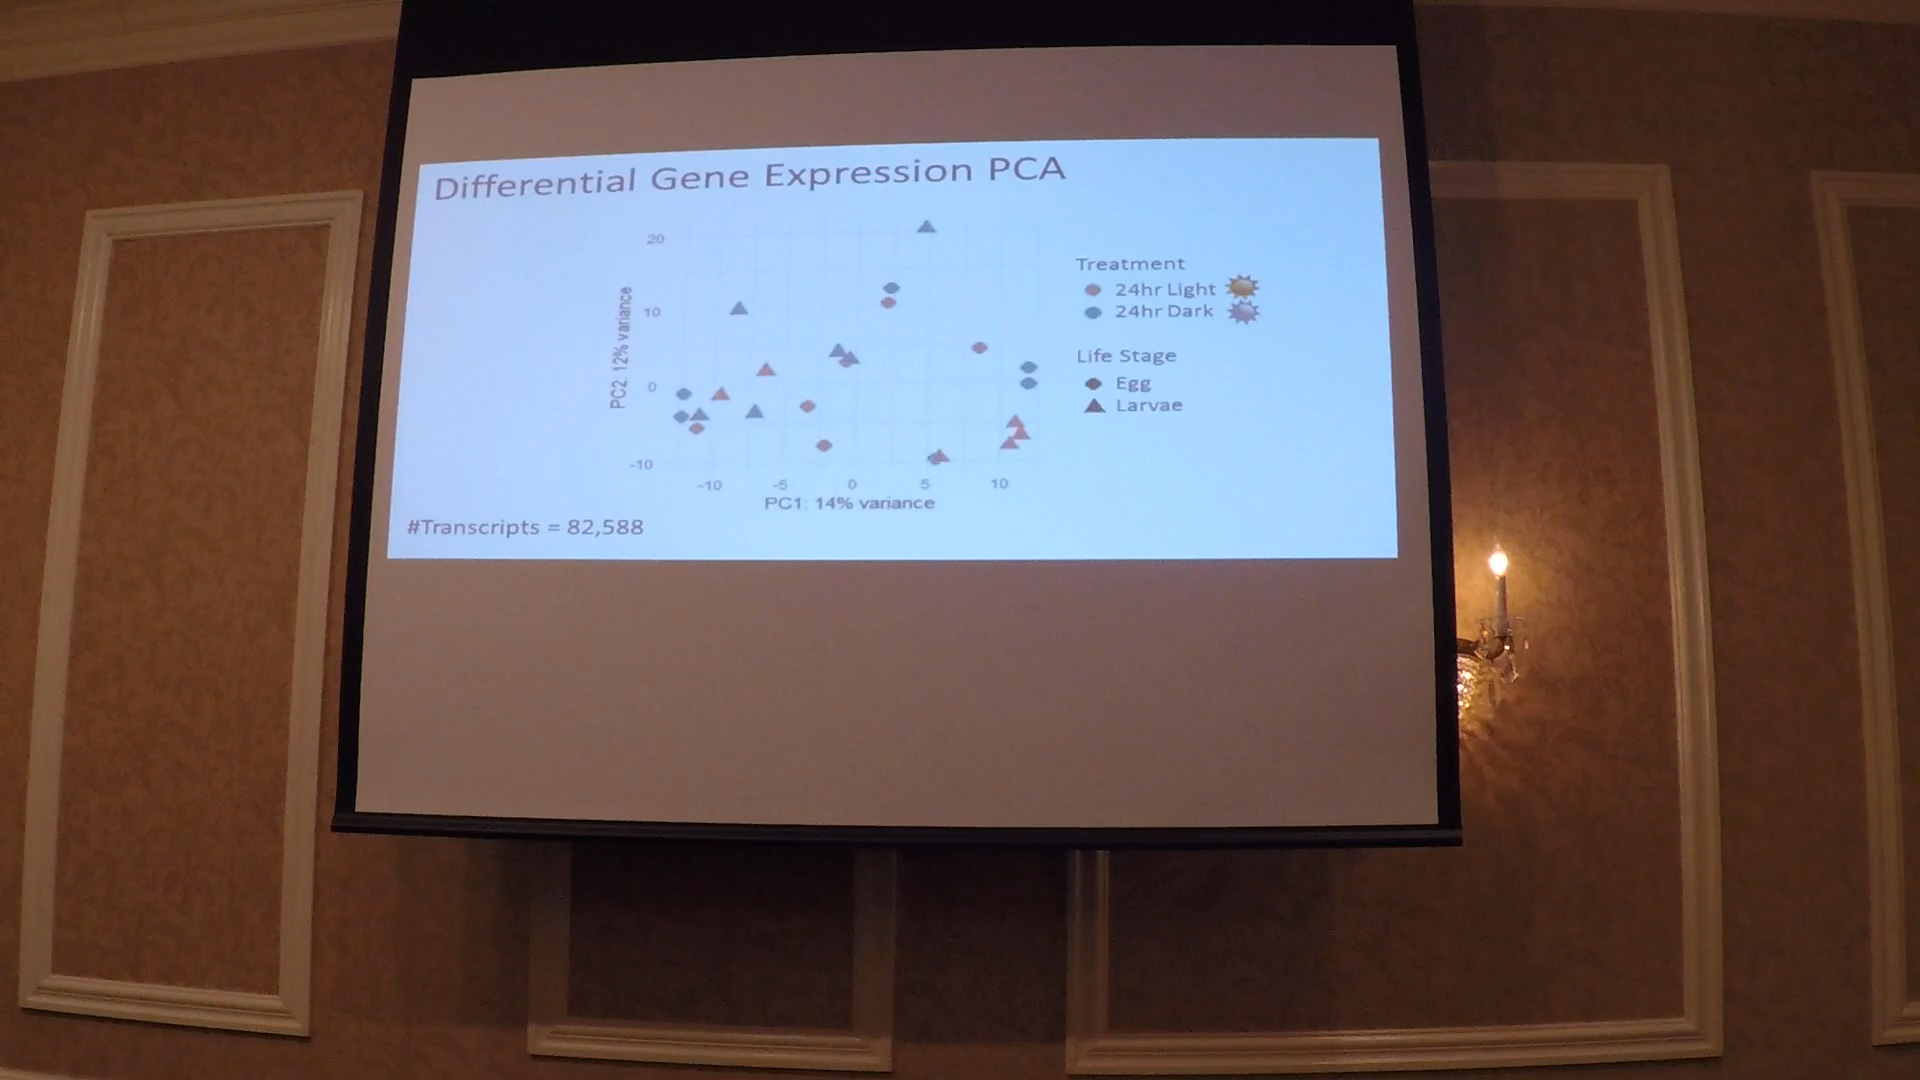 Differential Gene Expression PCA
20
10
0
-10
PC2: 12% variance
-10 -5 0 5 10
PC1: 14% variance
Treatment
24hr Light
24hr Dark
Life Stage
Egg
Larvae
#Transcripts = 82,588